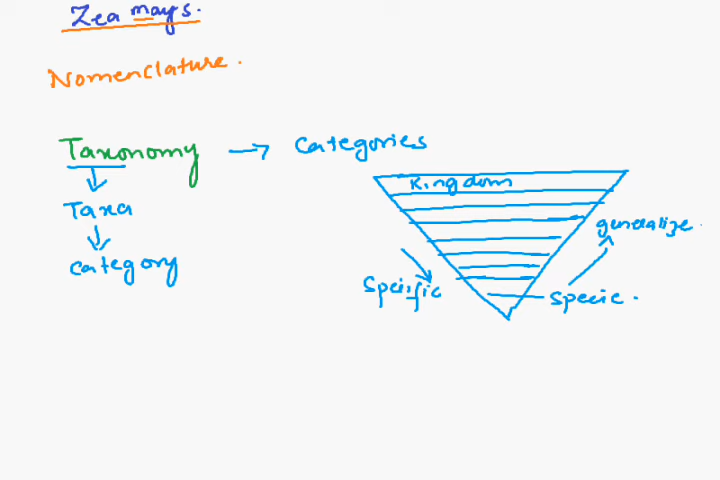 Zea mays.
Nomenclature.
Taxonomy → Categories
Kingdom
Taxa
generalize.
Category
Speific
Specie.